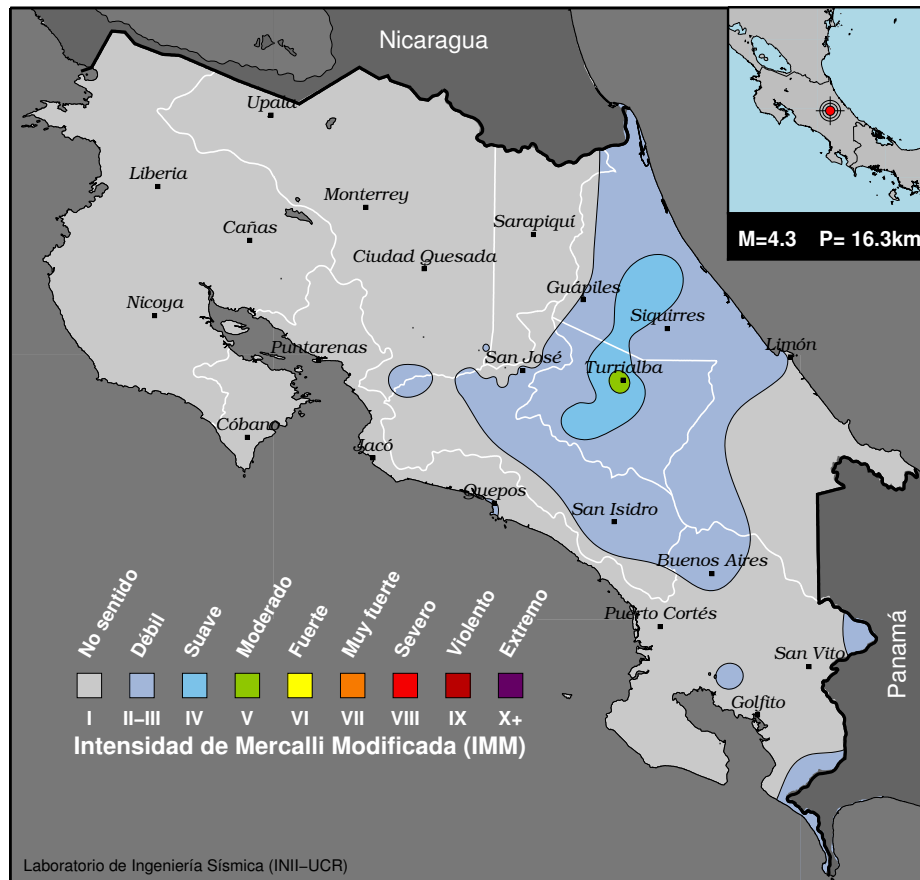 Nicaragua
Upala
Liberia
Monterrey
Cañas
Sarapiquí
Ciudad Quesada
M=4.3 P= 16.3km
Nicoya
Guápiles
Siquirres
Puntarenas
San José
Limón
Turrialba
Cóbano
Jacó
Quepos
San Isidro
Buenos Aires
Puerto Cortés
San Vito
Golfito
Panamá
No sentido
Débil
Suave
Moderado
Fuerte
Muy fuerte
Severo
Violento
Extremo
I II–III IV V VI VII VIII IX X+
Intensidad de Mercalli Modificada (IMM)
Laboratorio de Ingeniería Sísmica (INII–UCR)